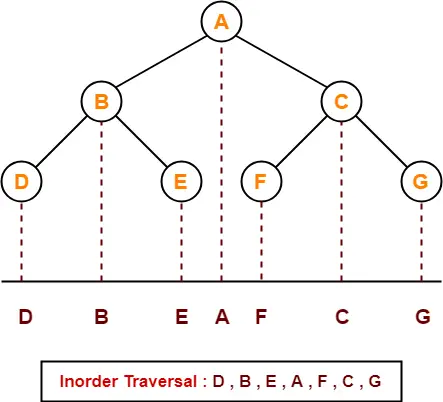 A
B C
D E F G
D B E A F C G
Inorder Traversal : D , B , E , A , F , C , G